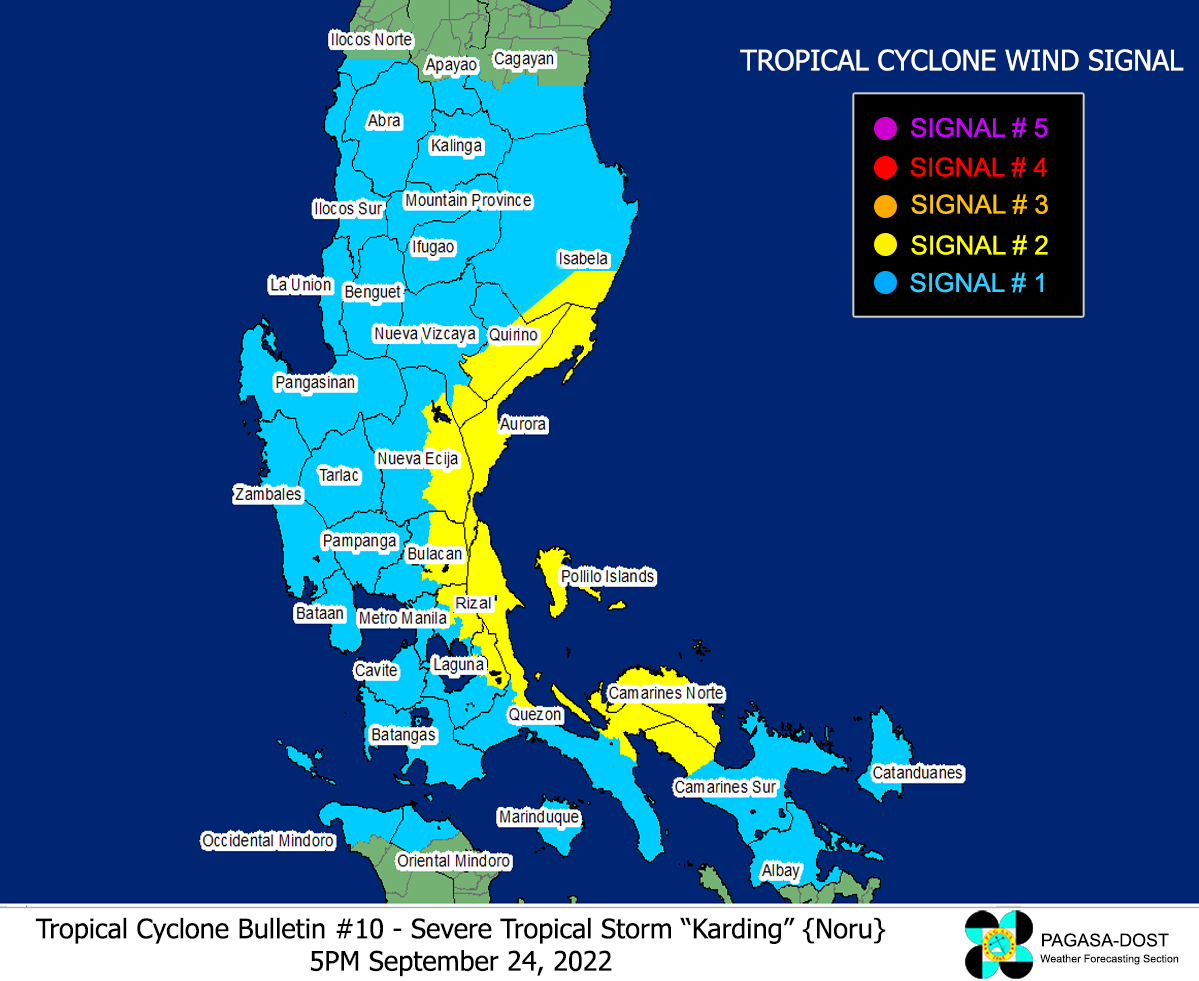 Ilocos Norte
Apayao
Cagayan
TROPICAL CYCLONE WIND SIGNAL
SIGNAL # 5
SIGNAL # 4
SIGNAL # 3
SIGNAL # 2
SIGNAL # 1
Abra
Kalinga
Ilocos Sur
Mountain Province
Ifugao
Isabela
La Union
Benguet
Nueva Vizcaya
Quirino
Pangasinan
Aurora
Nueva Ecija
Tarlac
Zambales
Pampanga
Bulacan
Pollilo Islands
Rizal
Bataan
Metro Manila
Cavite
Laguna
Camarines Norte
Quezon
Batangas
Catanduanes
Camarines Sur
Marinduque
Occidental Mindoro
Oriental Mindoro
Albay
Tropical Cyclone Bulletin #10 - Severe Tropical Storm “Karding” {Noru}
5PM September 24, 2022
PAGASA-DOST
Weather Forecasting Section